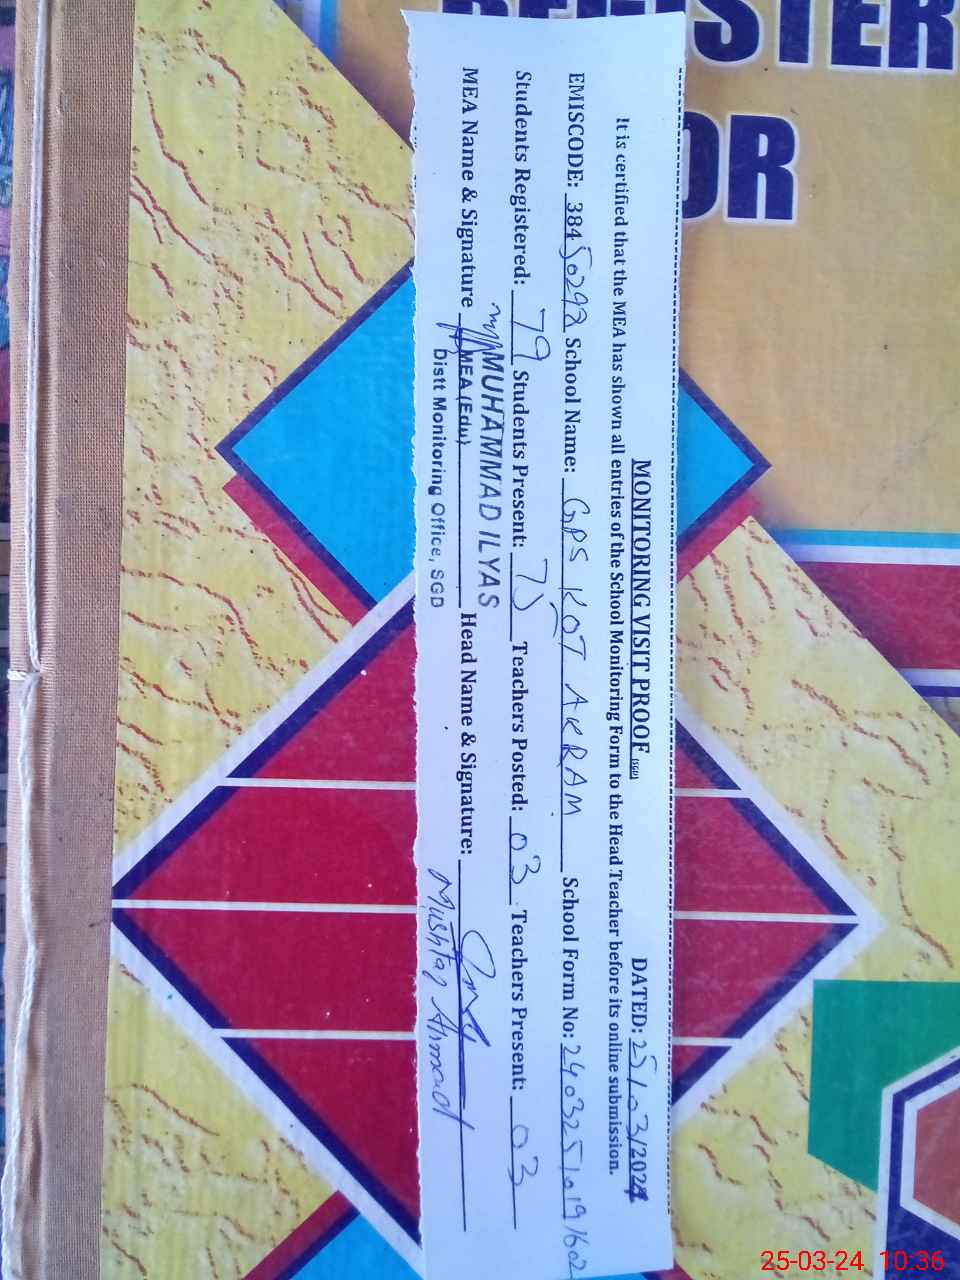 REGISTER
OR
MONITORING VISIT PROOF (SGD) DATED: 25/03/2024
It is certified that the MEA has shown all entries of the School Monitoring Form to the Head Teacher before its online submission.
EMISCODE: 38450292 School Name: GPS KOT AKRAM School Form No: 24032510191602
Students Registered: 79 Students Present: 75 Teachers Posted: 03 Teachers Present: 03
MUHAMMAD ILYAS
MEA Name & Signature MEA (Edu) Head Name & Signature:
Distt Monitoring Office, SGD Mushtaq Ahmad
25-03-24 10:36